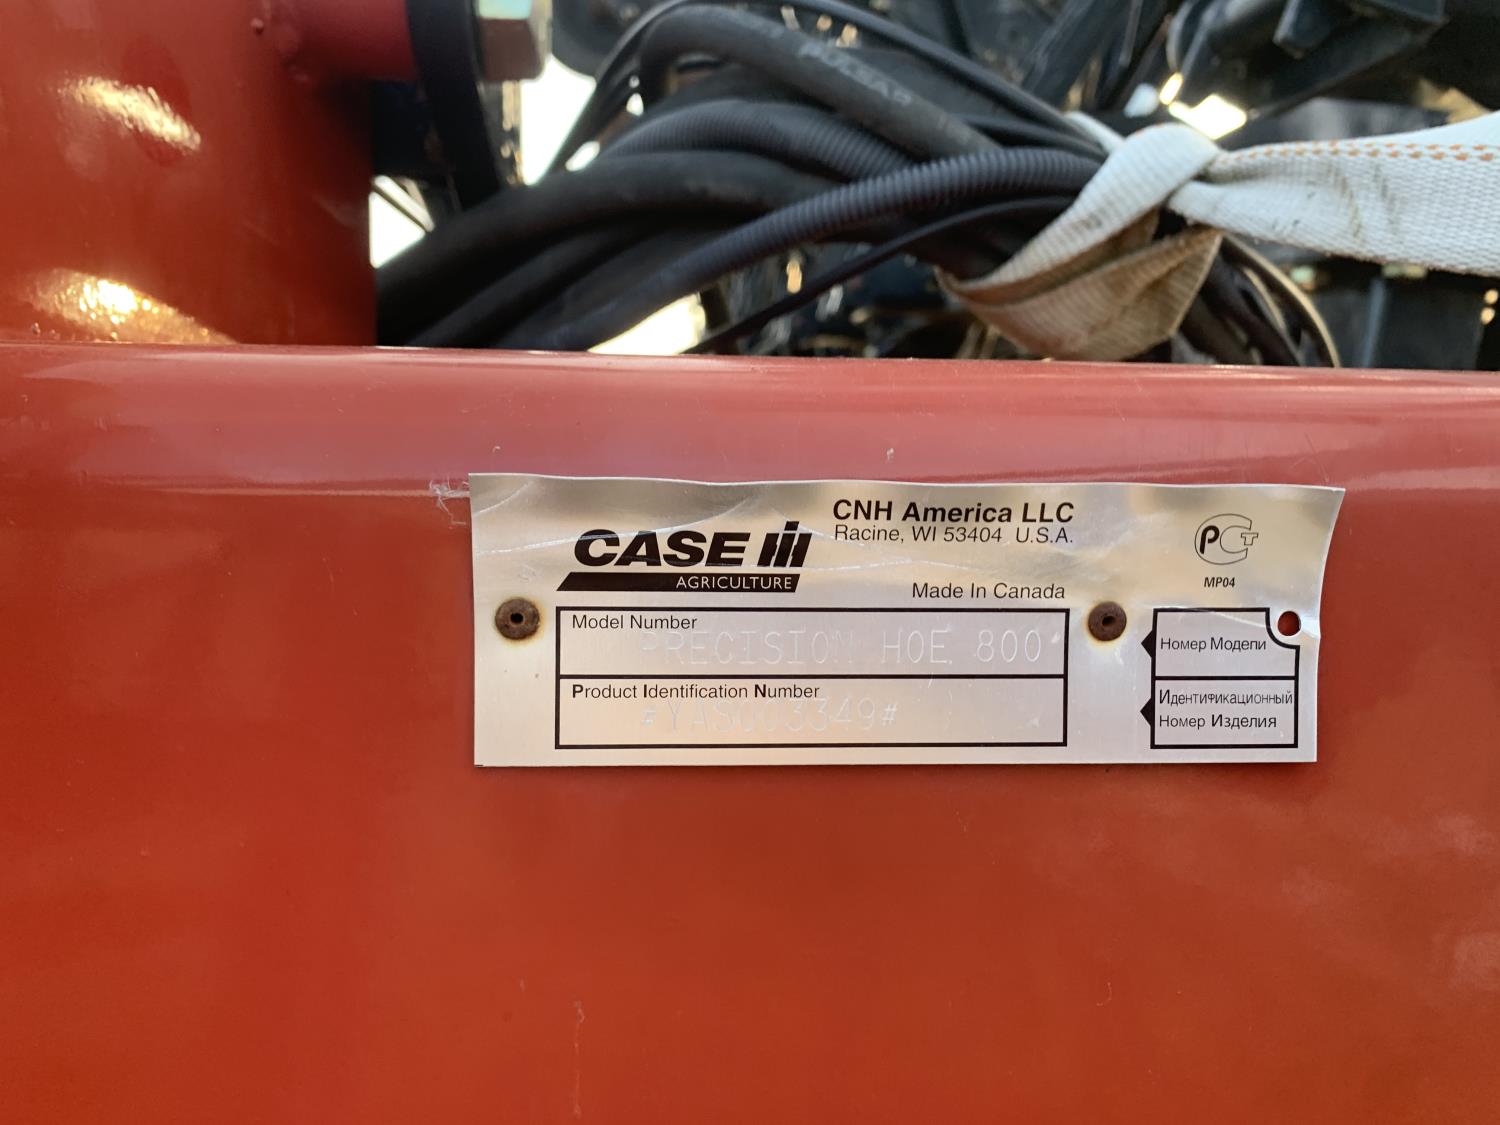 CASE IH
AGRICULTURE
CNH America LLC
Racine, WI 53404 U.S.A.
Made In Canada
PCT
MP04
Model Number
PRECISION HOE 800
Product Identification Number
#YAS003349#
Номер Модели
Идентификационный
Номер Изделия